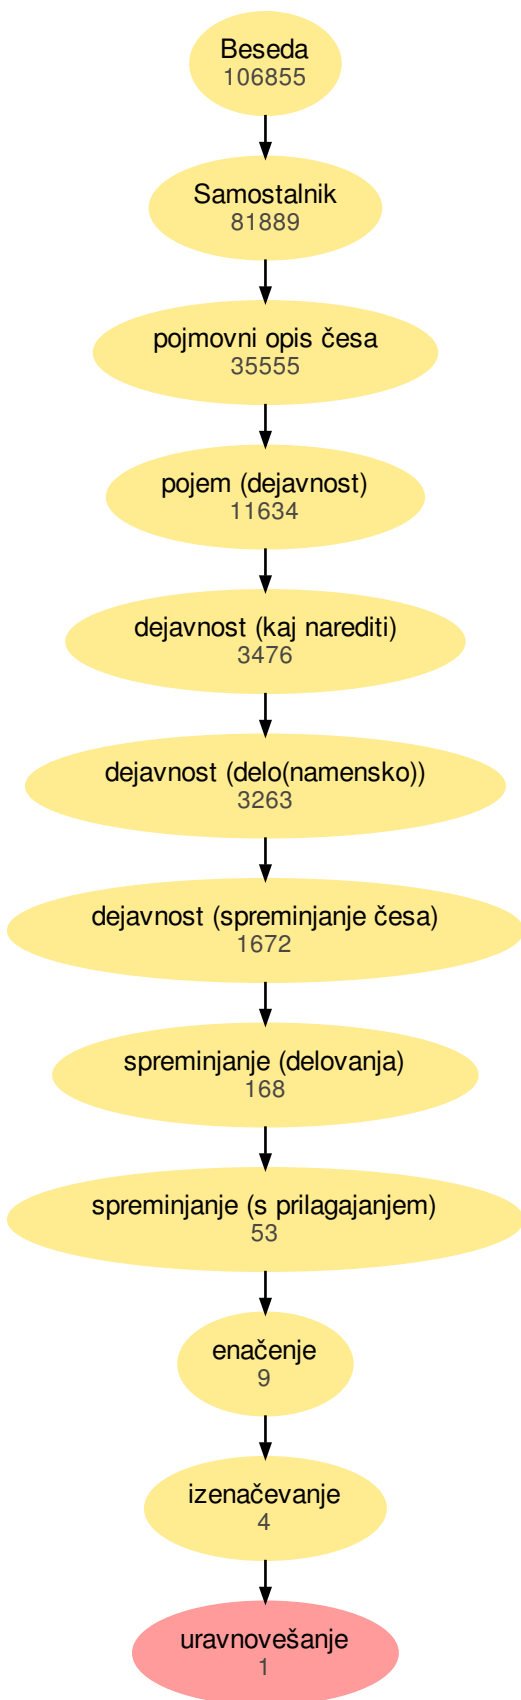 Beseda
106855
Samostalnik
81889
pojmovni opis česa
35555
pojem (dejavnost)
11634
dejavnost (kaj narediti)
3476
dejavnost (delo(namensko))
3263
dejavnost (spreminjanje česa)
1672
spreminjanje (delovanja)
168
spreminjanje (s prilagajanjem)
53
enačenje
9
izenačevanje
4
uravnovešanje
1